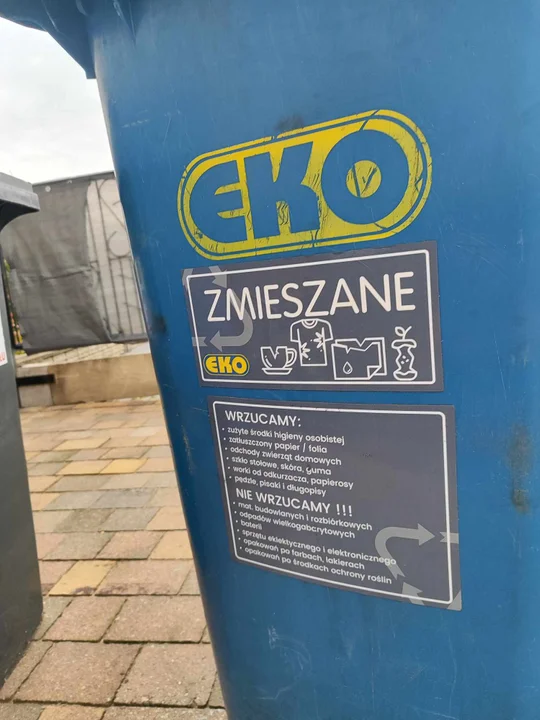 EKO
ZMIESZANE
EKO
WRZUCAMY:
• zużyte środki higieny osobistej
• zatłuszczony papier / folia
• odchody zwierząt domowych
• szkło stołowe, skóra, guma
• worki od odkurzacza, papierosy
• pędzle, pisaki i długopisy
NIE WRZUCAMY !!!
• mat. budowlanych i rozbiórkowych
• odpadów wielkogabcrytowych
• baterii
• sprzętu eklektycznego i elektronicznego
• opakowań po farbach, lakierach
• opakowań po środkach ochrony roślin